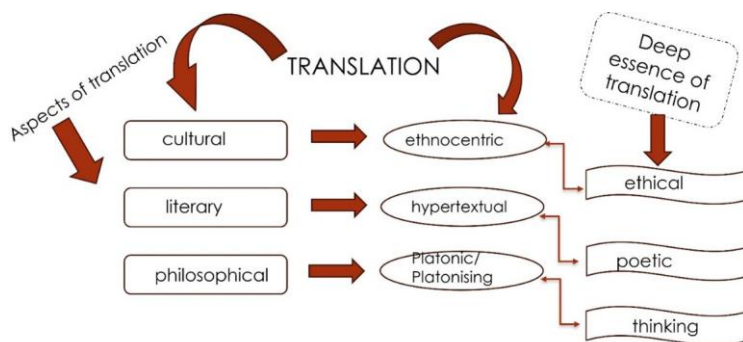 Aspects of translation
TRANSLATION
Deep
essence of
translation
cultural
ethnocentric
ethical
literary
hypertextual
poetic
philosophical
Platonic/
Platonising
thinking